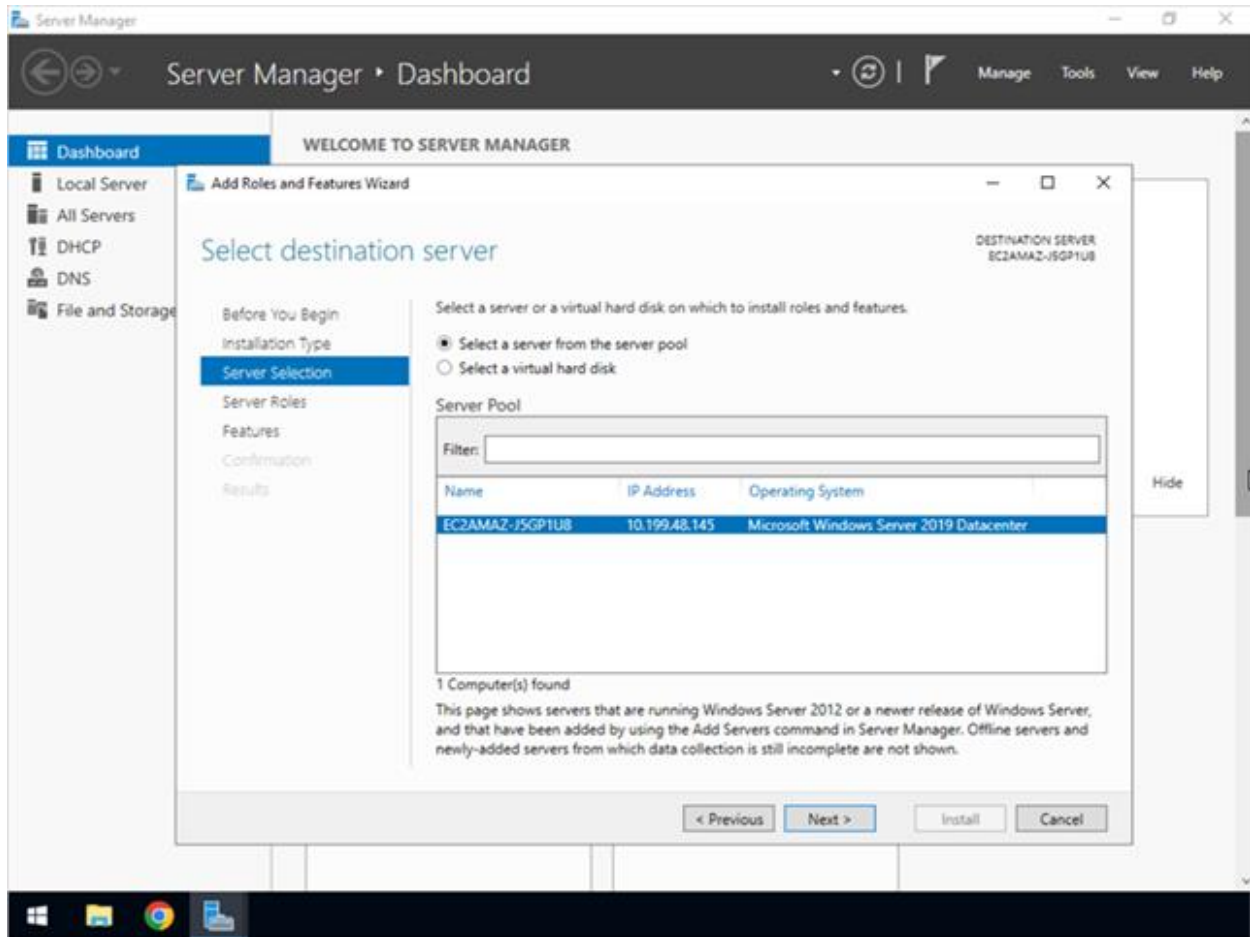 Server Manager
Server Manager ‣ Dashboard
Manage Tools View Help
Dashboard
Local Server
All Servers
DHCP
DNS
File and Storage
WELCOME TO SERVER MANAGER
Hide
Add Roles and Features Wizard
Select destination server
DESTINATION SERVER
EC2AMAZ-J5GP1U8
Before You Begin
Installation Type
Server Selection
Server Roles
Features
Confirmation
Results
Select a server or a virtual hard disk on which to install roles and features.
Select a server from the server pool
Select a virtual hard disk
Server Pool
Filter:
Name IP Address Operating System
EC2AMAZ-J5GP1U8 10.199.48.145 Microsoft Windows Server 2019 Datacenter
1 Computer(s) found
This page shows servers that are running Windows Server 2012 or a newer release of Windows Server,
and that have been added by using the Add Servers command in Server Manager. Offline servers and
newly-added servers from which data collection is still incomplete are not shown.
< Previous Next > Install Cancel